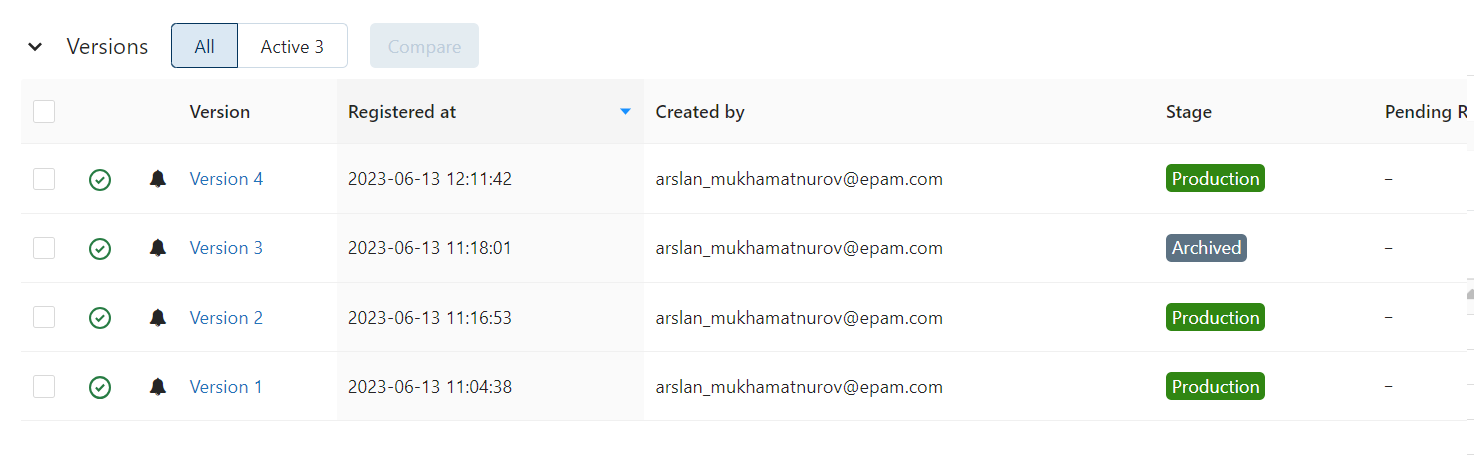 Versions All Active 3 Compare
Version Registered at Created by Stage Pending R
Version 4 2023-06-13 12:11:42 arslan_mukhamatnurov@epam.com Production –
Version 3 2023-06-13 11:18:01 arslan_mukhamatnurov@epam.com Archived –
Version 2 2023-06-13 11:16:53 arslan_mukhamatnurov@epam.com Production –
Version 1 2023-06-13 11:04:38 arslan_mukhamatnurov@epam.com Production –